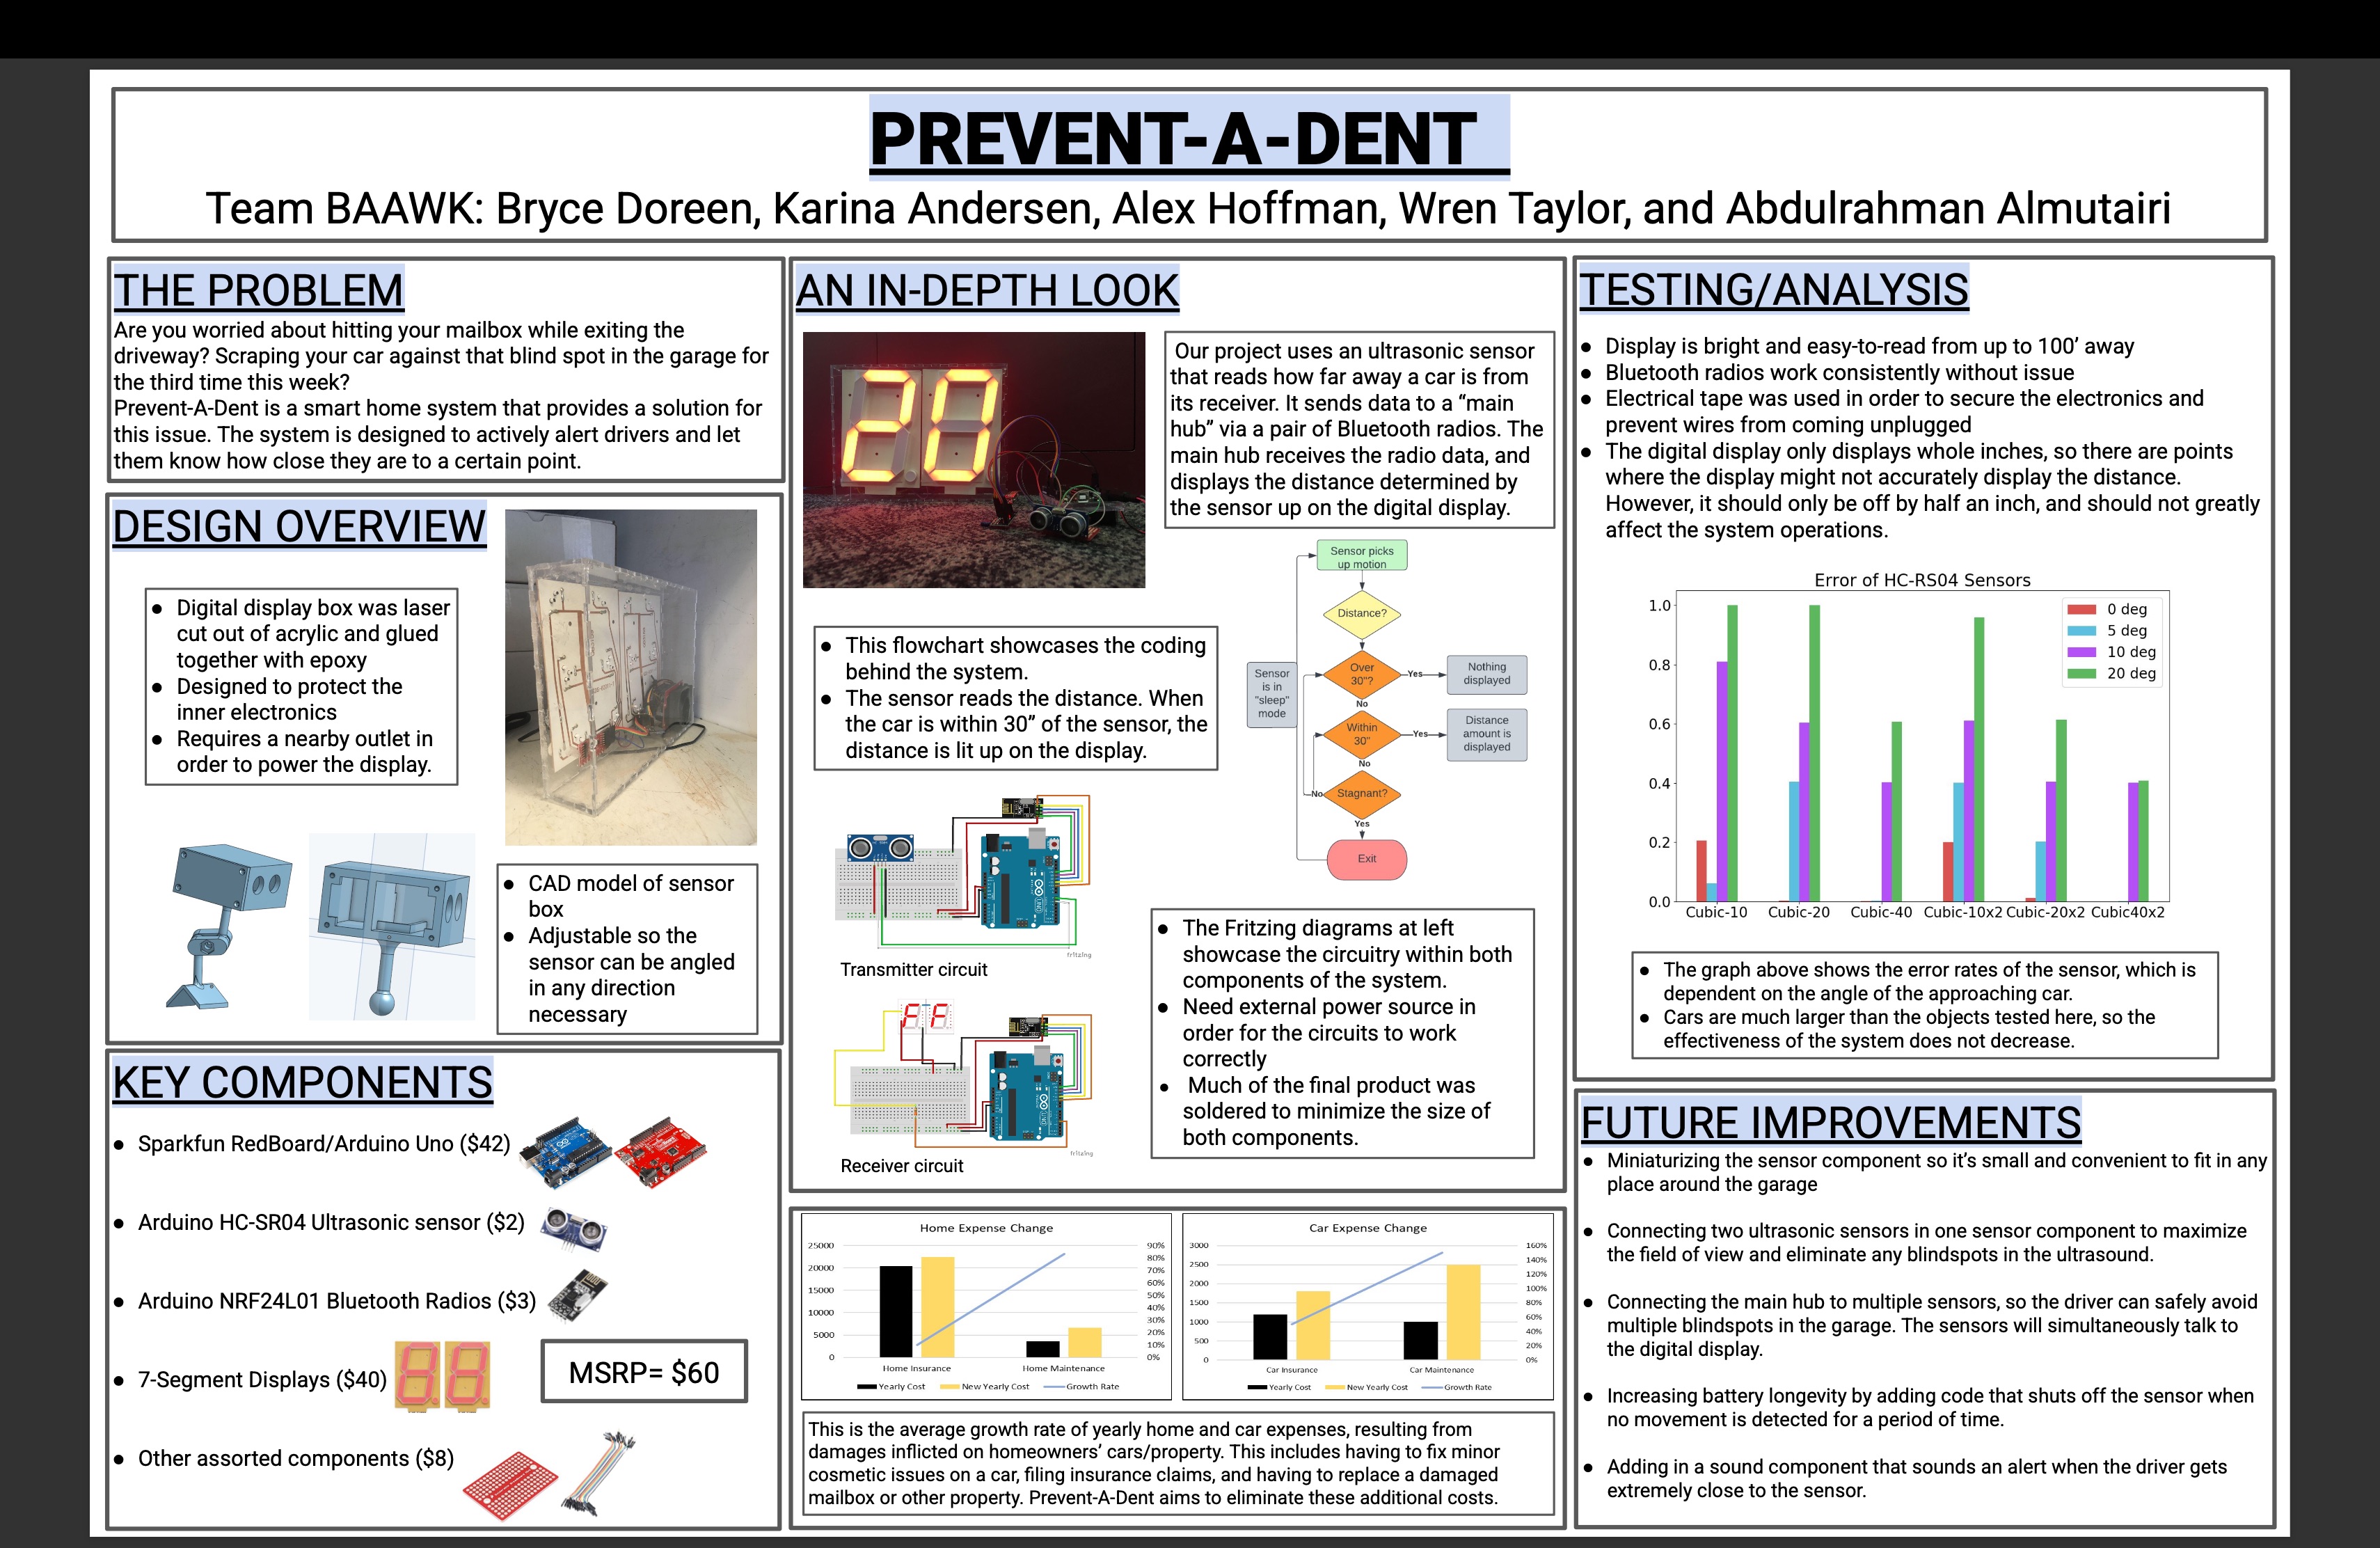 PREVENT-A-DENT
Team BAAWK: Bryce Doreen, Karina Andersen, Alex Hoffman, Wren Taylor, and Abdulrahman Almutairi
THE PROBLEM
Are you worried about hitting your mailbox while exiting the
driveway? Scraping your car against that blind spot in the garage for
the third time this week?
Prevent-A-Dent is a smart home system that provides a solution for
this issue. The system is designed to actively alert drivers and let
them know how close they are to a certain point.
DESIGN OVERVIEW
● Digital display box was laser
cut out of acrylic and glued
together with epoxy
● Designed to protect the
inner electronics
● Requires a nearby outlet in
order to power the display.
● CAD model of sensor
box
● Adjustable so the
sensor can be angled
in any direction
necessary
KEY COMPONENTS
● Sparkfun RedBoard/Arduino Uno ($42)
● Arduino HC-SR04 Ultrasonic sensor ($2)
● Arduino NRF24L01 Bluetooth Radios ($3)
● 7-Segment Displays ($40)
MSRP= $60
● Other assorted components ($8)
AN IN-DEPTH LOOK
28
Our project uses an ultrasonic sensor
that reads how far away a car is from
its receiver. It sends data to a “main
hub” via a pair of Bluetooth radios. The
main hub receives the radio data, and
displays the distance determined by
the sensor up on the digital display.
● This flowchart showcases the coding
behind the system.
● The sensor reads the distance. When
the car is within 30” of the sensor, the
distance is lit up on the display.
Sensor picks
up motion
Distance?
Over
30"?
Yes
Nothing
displayed
No
Sensor
is in
"sleep"
mode
Within
30"
Yes
Distance
amount is
displayed
No
Stagnant?
No
Yes
Exit
fritzing
Transmitter circuit
fritzing
Receiver circuit
● The Fritzing diagrams at left
showcase the circuitry within both
components of the system.
● Need external power source in
order for the circuits to work
correctly
● Much of the final product was
soldered to minimize the size of
both components.
Home Expense Change
25000
20000
15000
10000
5000
0
90%
80%
70%
60%
50%
40%
30%
20%
10%
0%
Home Insurance Home Maintenance
Yearly Cost New Yearly Cost Growth Rate
Car Expense Change
3000
2500
2000
1500
1000
500
0
160%
140%
120%
100%
80%
60%
40%
20%
0%
Car Insurance Car Maintenance
Yearly Cost New Yearly Cost Growth Rate
This is the average growth rate of yearly home and car expenses, resulting from
damages inflicted on homeowners’ cars/property. This includes having to fix minor
cosmetic issues on a car, filing insurance claims, and having to replace a damaged
mailbox or other property. Prevent-A-Dent aims to eliminate these additional costs.
TESTING/ANALYSIS
● Display is bright and easy-to-read from up to 100’ away
● Bluetooth radios work consistently without issue
● Electrical tape was used in order to secure the electronics and
prevent wires from coming unplugged
● The digital display only displays whole inches, so there are points
where the display might not accurately display the distance.
However, it should only be off by half an inch, and should not greatly
affect the system operations.
Error of HC-RS04 Sensors
1.0
0.8
0.6
0.4
0.2
0.0
0 deg
5 deg
10 deg
20 deg
Cubic-10 Cubic-20 Cubic-40 Cubic-10x2 Cubic-20x2 Cubic40x2
● The graph above shows the error rates of the sensor, which is
dependent on the angle of the approaching car.
● Cars are much larger than the objects tested here, so the
effectiveness of the system does not decrease.
FUTURE IMPROVEMENTS
● Miniaturizing the sensor component so it’s small and convenient to fit in any
place around the garage
● Connecting two ultrasonic sensors in one sensor component to maximize
the field of view and eliminate any blindspots in the ultrasound.
● Connecting the main hub to multiple sensors, so the driver can safely avoid
multiple blindspots in the garage. The sensors will simultaneously talk to
the digital display.
● Increasing battery longevity by adding code that shuts off the sensor when
no movement is detected for a period of time.
● Adding in a sound component that sounds an alert when the driver gets
extremely close to the sensor.